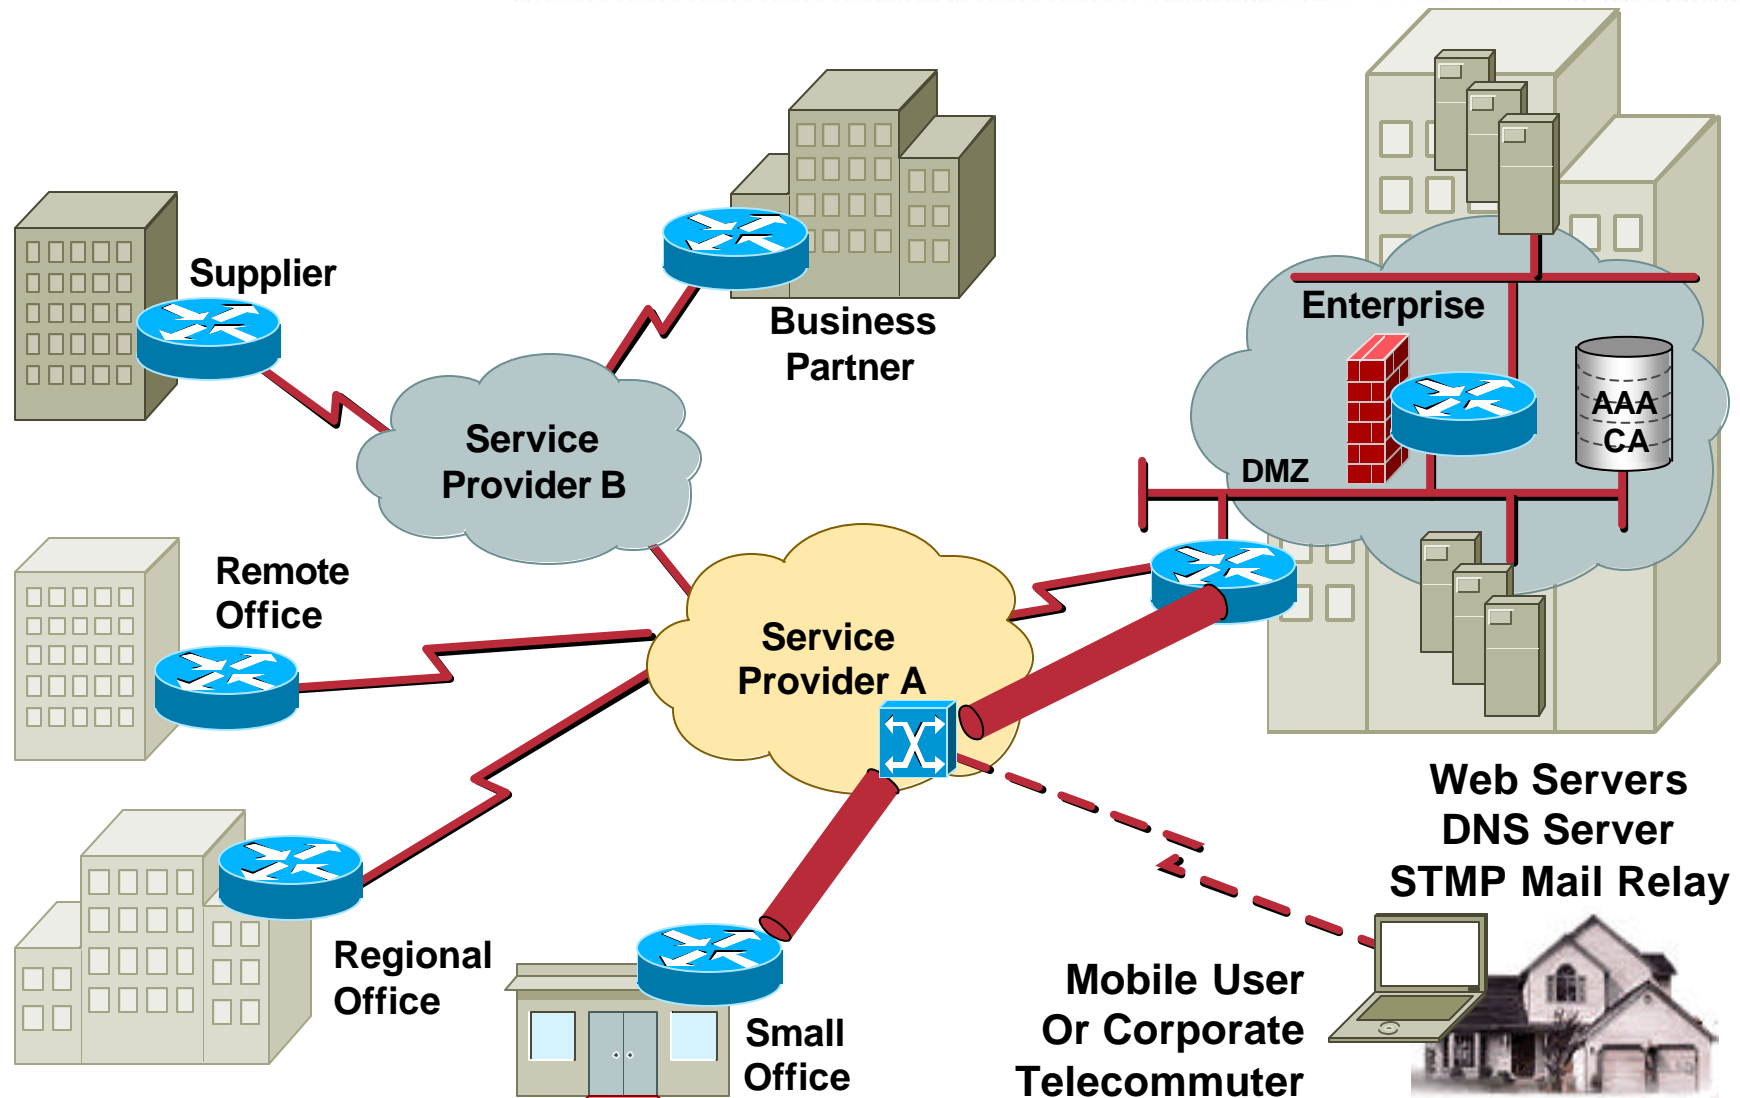 Supplier
Business
Partner
Enterprise
AAA
CA
DMZ
Service
Provider B
Remote
Office
Service
Provider A
Web Servers
DNS Server
STMP Mail Relay
Regional
Office
Small
Office
Mobile User
Or Corporate
Telecommuter